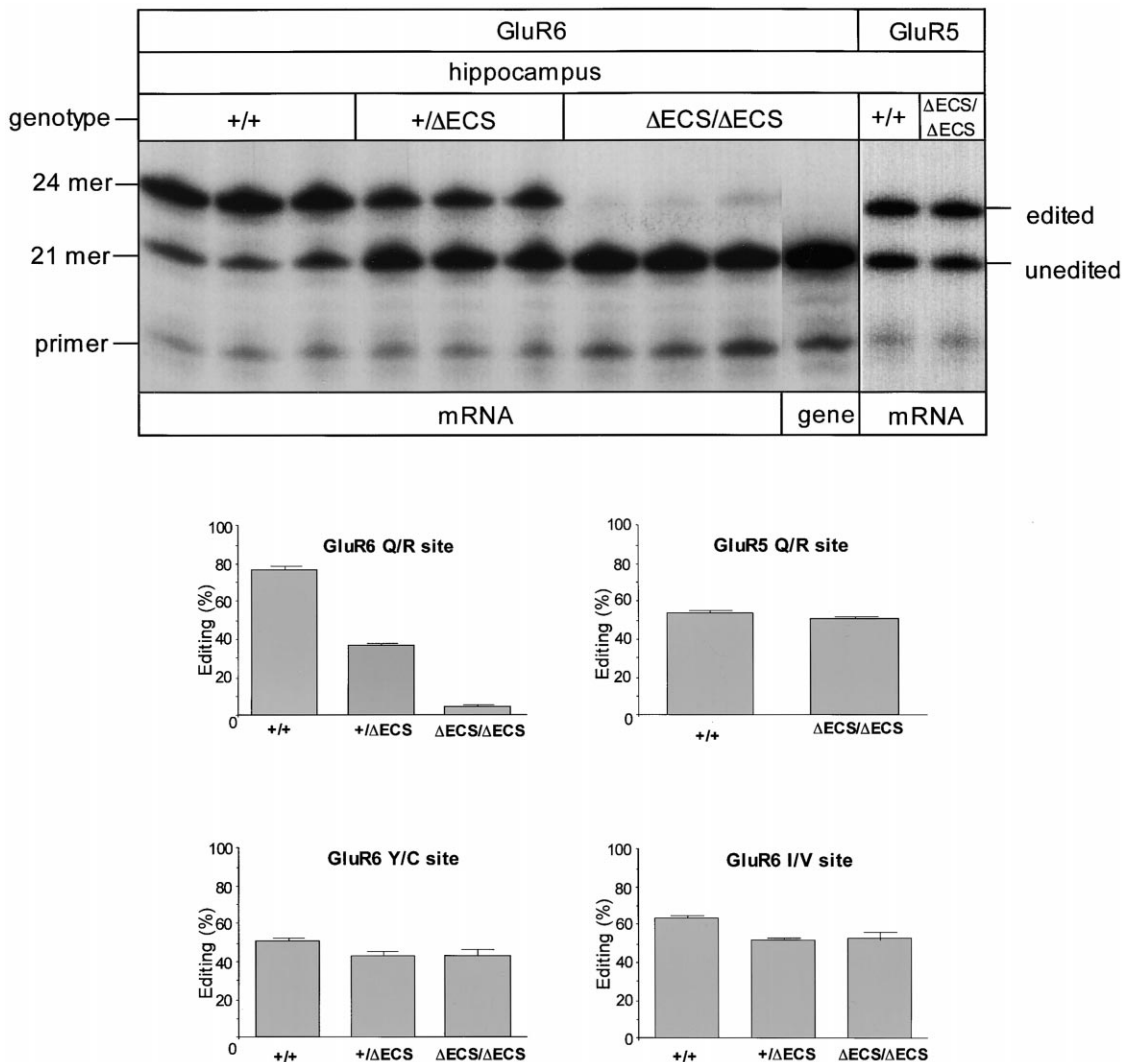 GluR6 GluR5
hippocampus
genotype +/+ +/ΔECS ΔECS/ΔECS +/+ ΔECS/
ΔECS
24 mer
edited
21 mer
unedited
primer
mRNA gene mRNA
GluR6 Q/R site
Editing (%)
100
80
60
40
20
0
+/+ +/ΔECS ΔECS/ΔECS
GluR5 Q/R site
Editing (%)
100
80
60
40
20
0
+/+ ΔECS/ΔECS
GluR6 Y/C site
Editing (%)
100
80
60
40
20
0
+/+ +/ΔECS ΔECS/ΔECS
GluR6 I/V site
Editing (%)
100
80
60
40
20
0
+/+ +/ΔECS ΔECS/ΔECS